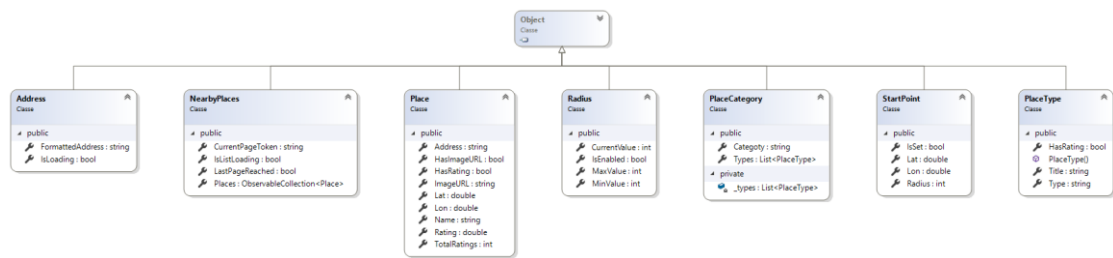 Object
Classe
Address
Classe
public
FormattedAddress : string
IsLoading : bool
NearbyPlaces
Classe
public
CurrentPageToken : string
IsListLoading : bool
LastPageReached : bool
Places : ObservableCollection<Place>
Place
Classe
public
Address : string
HasImageURL : bool
HasRating : bool
ImageURL : string
Lat : double
Lon : double
Name : string
Rating : double
TotalRatings : int
Radius
Classe
public
CurrentValue : int
IsEnabled : bool
MaxValue : int
MinValue : int
PlaceCategory
Classe
public
Categoty : string
Types : List<PlaceType>
private
_types : List<PlaceType>
StartPoint
Classe
public
IsSet : bool
Lat : double
Lon : double
Radius : int
PlaceType
Classe
public
HasRating : bool
PlaceType()
Title : string
Type : string